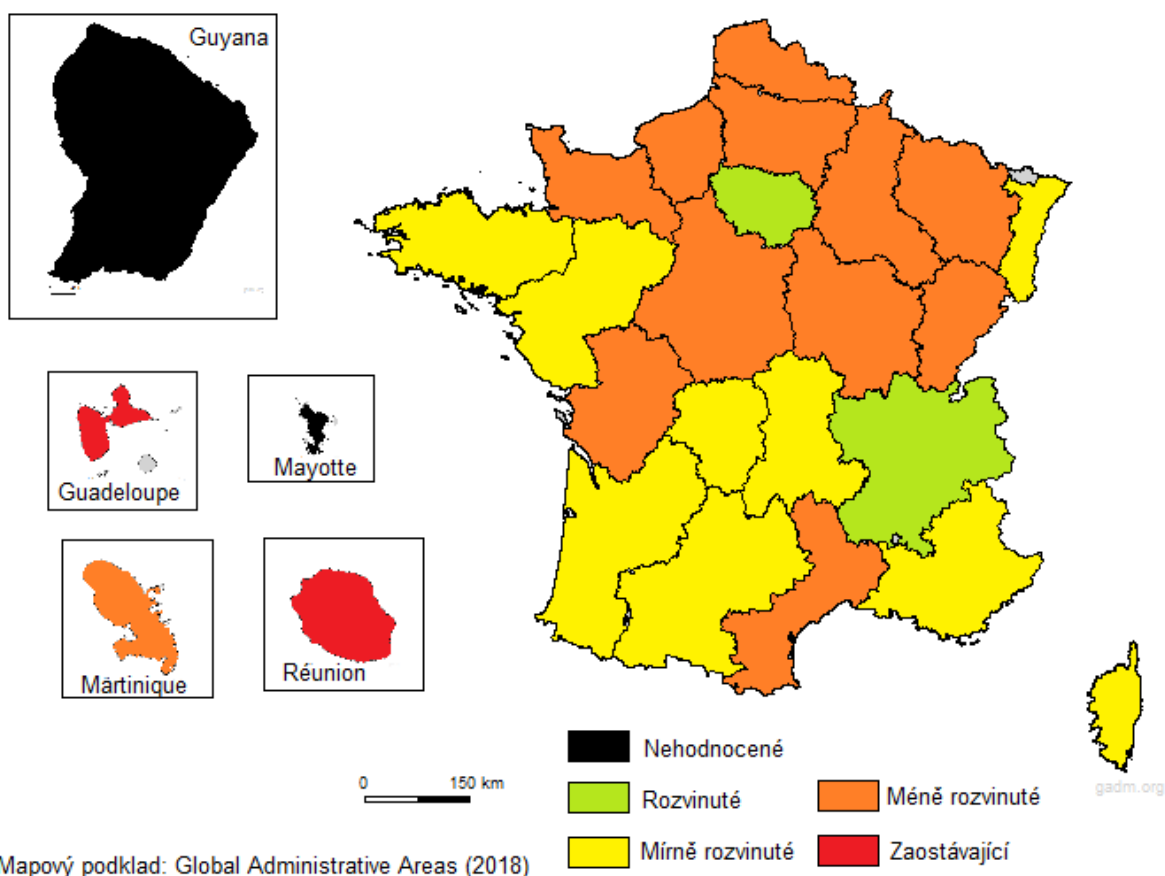 Guyana
Guadeloupe
Mayotte
Martinique
Réunion
0 150 km
Nehodnocené
Rozvinuté
Méně rozvinuté
Mírně rozvinuté
Zaostávající
gadm.org
Mapový podklad: Global Administrative Areas (2018)